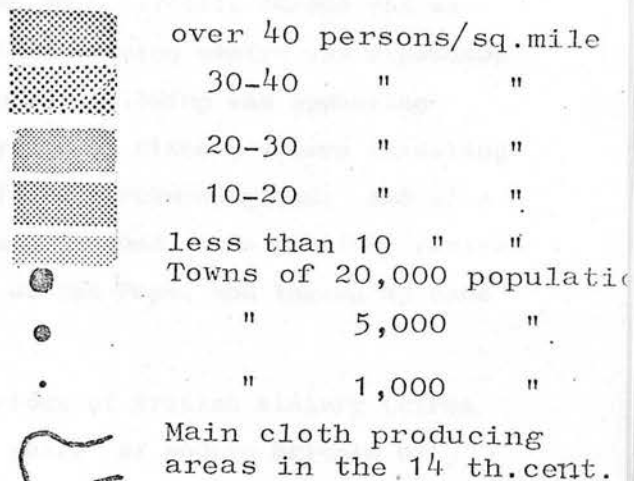 over 40 persons/sq.mile
30-40 " "
20-30 " "
10-20 " "
less than 10 " "
Towns of 20,000 populatio
" 5,000 "
" 1,000 "
Main cloth producing
areas in the 14 th.cent.